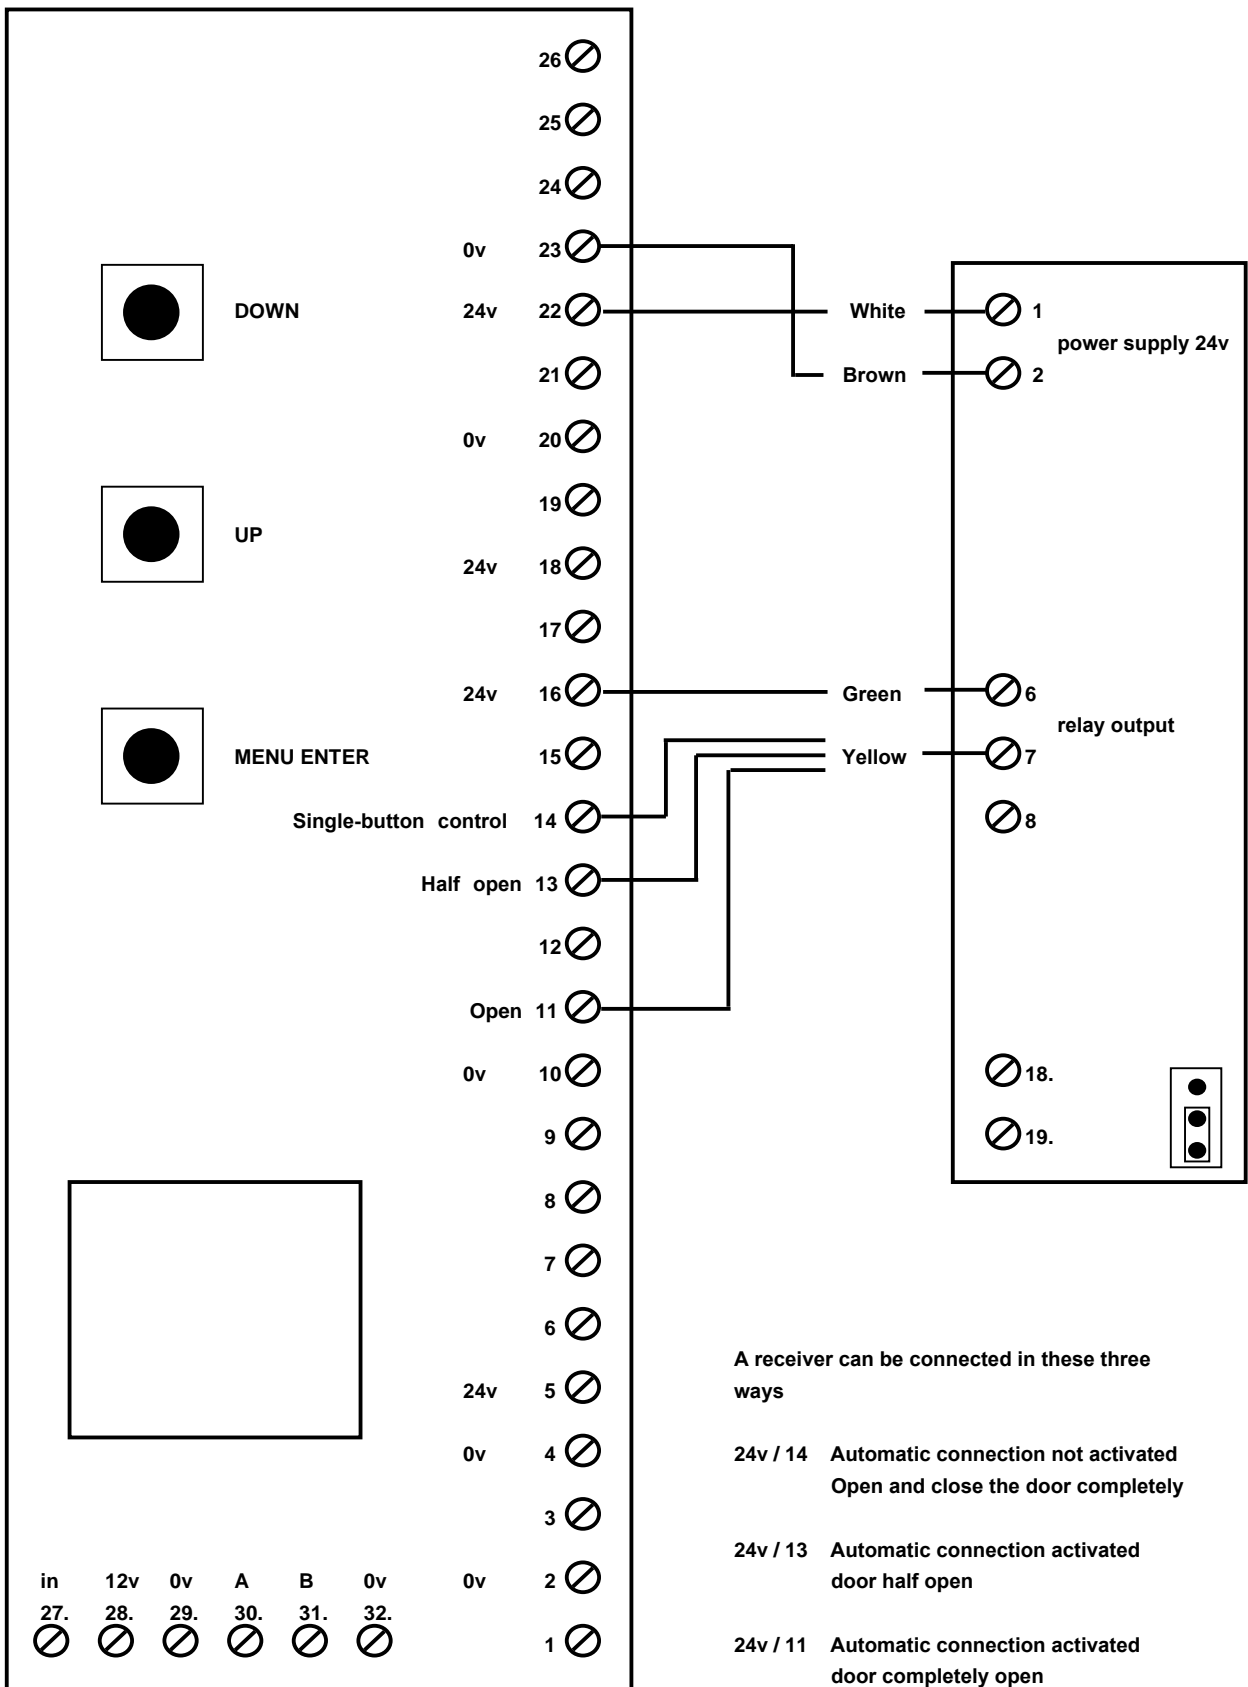 26
25
24
0v 23
DOWN 24v 22 White 1
power supply 24v
21 Brown 2
0v 20
19
UP
24v 18
17
24v 16 Green 6
relay output
MENU ENTER 15 Yellow 7
Single-button control 14 8
Half open 13
12
Open 11
0v 10 18.
9 19.
8
7
6
A receiver can be connected in these three
ways
24v 5
0v 4
24v / 14 Automatic connection not activated
Open and close the door completely
3
24v / 13 Automatic connection activated
door half open
in 12v 0v A B 0v 0v 2
27. 28. 29. 30. 31. 32.
1
24v / 11 Automatic connection activated
door completely open